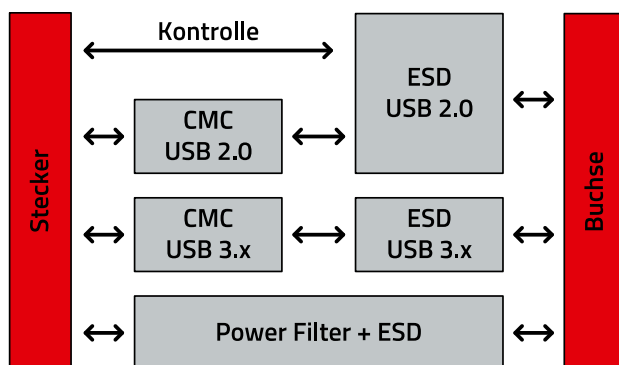 Stecker
Kontrolle
CMC
USB 2.0
ESD
USB 2.0
CMC
USB 3.x
ESD
USB 3.x
Power Filter + ESD
Buchse